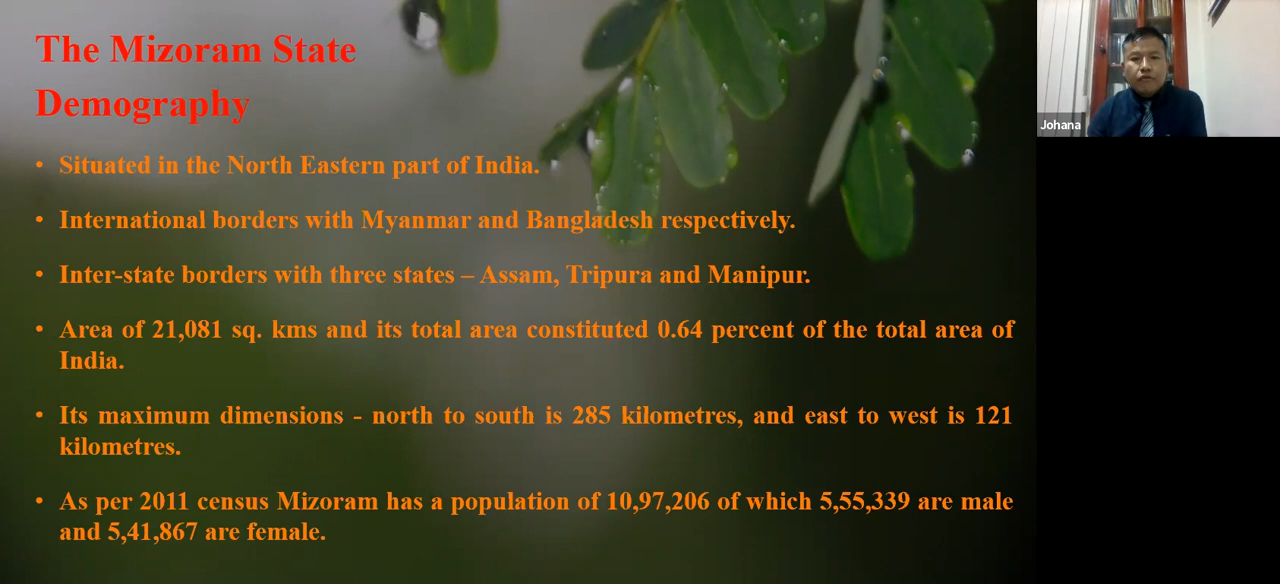 The Mizoram State
Demography
• Situated in the North Eastern part of India.
• International borders with Myanmar and Bangladesh respectively.
• Inter-state borders with three states – Assam, Tripura and Manipur.
• Area of 21,081 sq. kms and its total area constituted 0.64 percent of the total area of
India.
• Its maximum dimensions - north to south is 285 kilometres, and east to west is 121
kilometres.
• As per 2011 census Mizoram has a population of 10,97,206 of which 5,55,339 are male
and 5,41,867 are female.
Johana